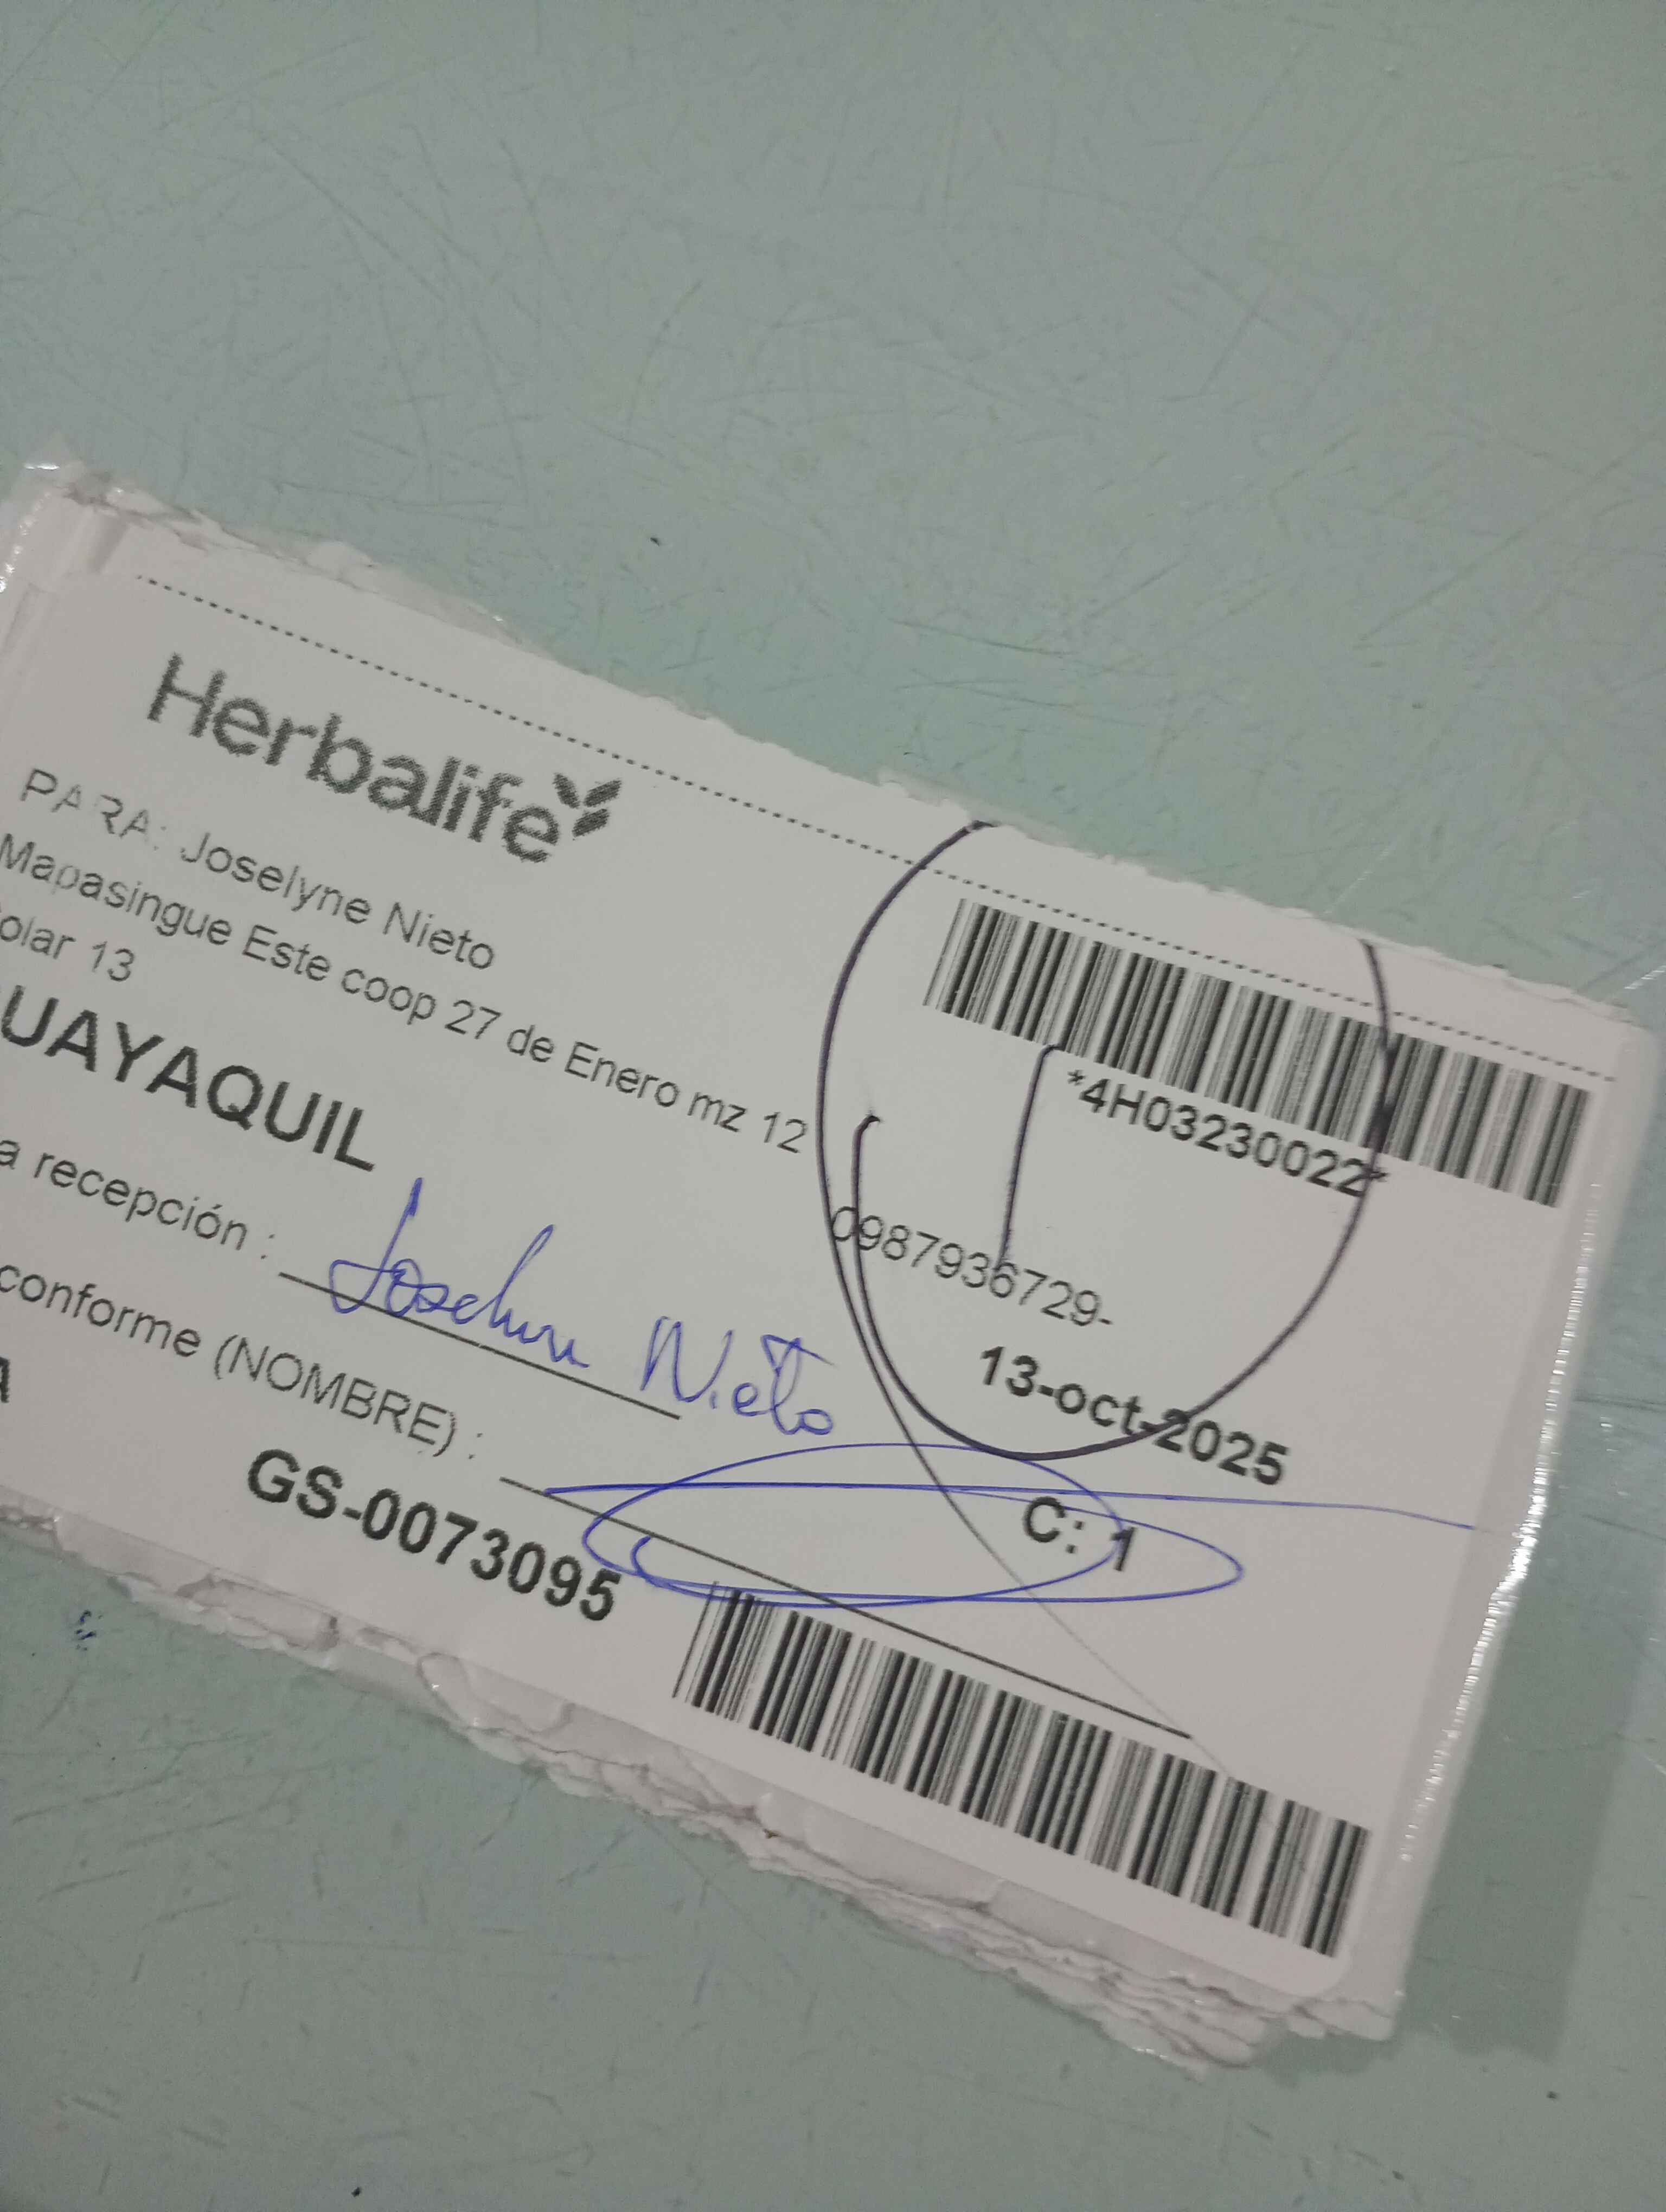 Herbalife
PARA: Joselyne Nieto
Mapasingue Este coop 27 de Enero mz 12
olar 13
UAYAQUIL
*4H03230022*
0987936729-
13-oct-2025
a recepción :
Nieto
C: 1
conforme (NOMBRE) :
A
GS-0073095